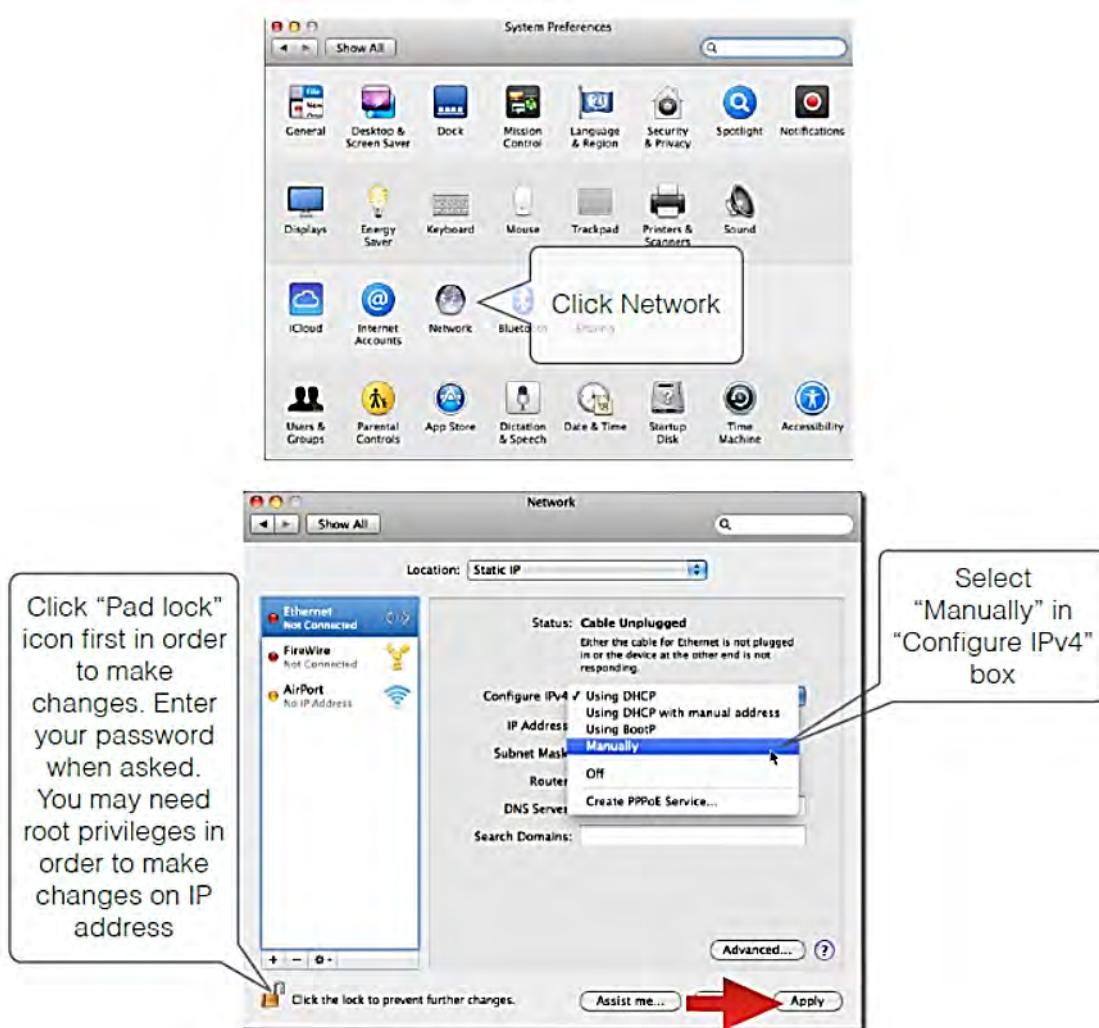 System Preferences
Show All
General
Desktop &
Screen Saver
Dock
Mission
Control
Language
& Region
Security
& Privacy
Spotlight
Notifications
Displays
Energy
Saver
Keyboard
Mouse
Trackpad
Printers &
Scanners
Sound
iCloud
Internet
Accounts
Network
Bluetooth
Sharing
Click Network
Users &
Groups
Parental
Controls
App Store
Dictation
& Speech
Date & Time
Startup
Disk
Time
Machine
Accessibility
Network
Show All
Location: Static IP
Ethernet
Not Connected
FireWire
Not Connected
AirPort
No IP Address
Status: Cable Unplugged
Either the cable for Ethernet is not plugged
in or the device at the other end is not
responding.
Configure IPv4 ✓ Using DHCP
Using DHCP with manual address
Using BootP
Manually
Off
Create PPPoE Service...
IP Address
Subnet Mask
Router
DNS Server
Search Domains:
Advanced... ?
Click the lock to prevent further changes.
Assist me...
Apply
Click “Pad lock”
icon first in order
to make
changes. Enter
your password
when asked.
You may need
root privileges in
order to make
changes on IP
address
Select
“Manually” in
“Configure IPv4”
box